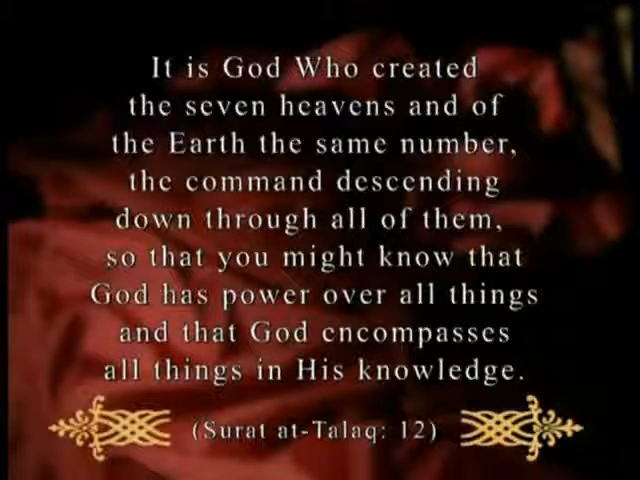 It is God Who created
the seven heavens and of
the Earth the same number,
the command descending
down through all of them,
so that you might know that
God has power over all things
and that God encompasses
all things in His knowledge.
(Surat at-Talaq: 12)